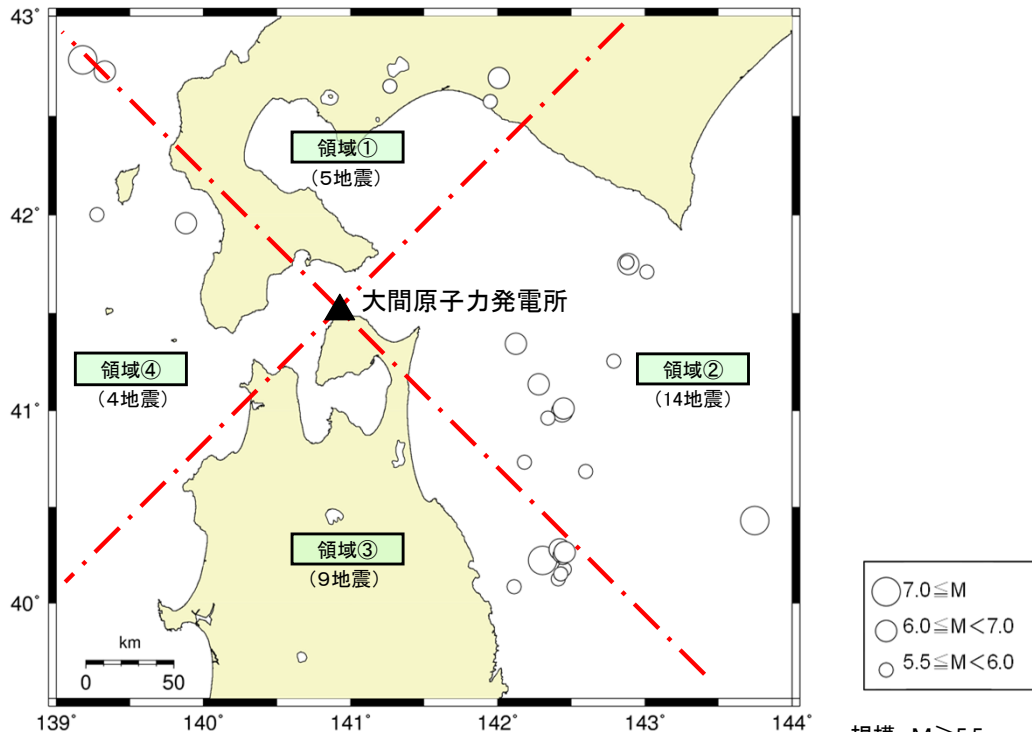 43°
42°
41°
40°
139°
140°
141°
142°
143°
144°
領域①
(5地震)
大間原子力発電所
領域④
(4地震)
領域②
(14地震)
領域③
(9地震)
km
0 50
7.0≦M
6.0≦M<7.0
5.5≦M<6.0